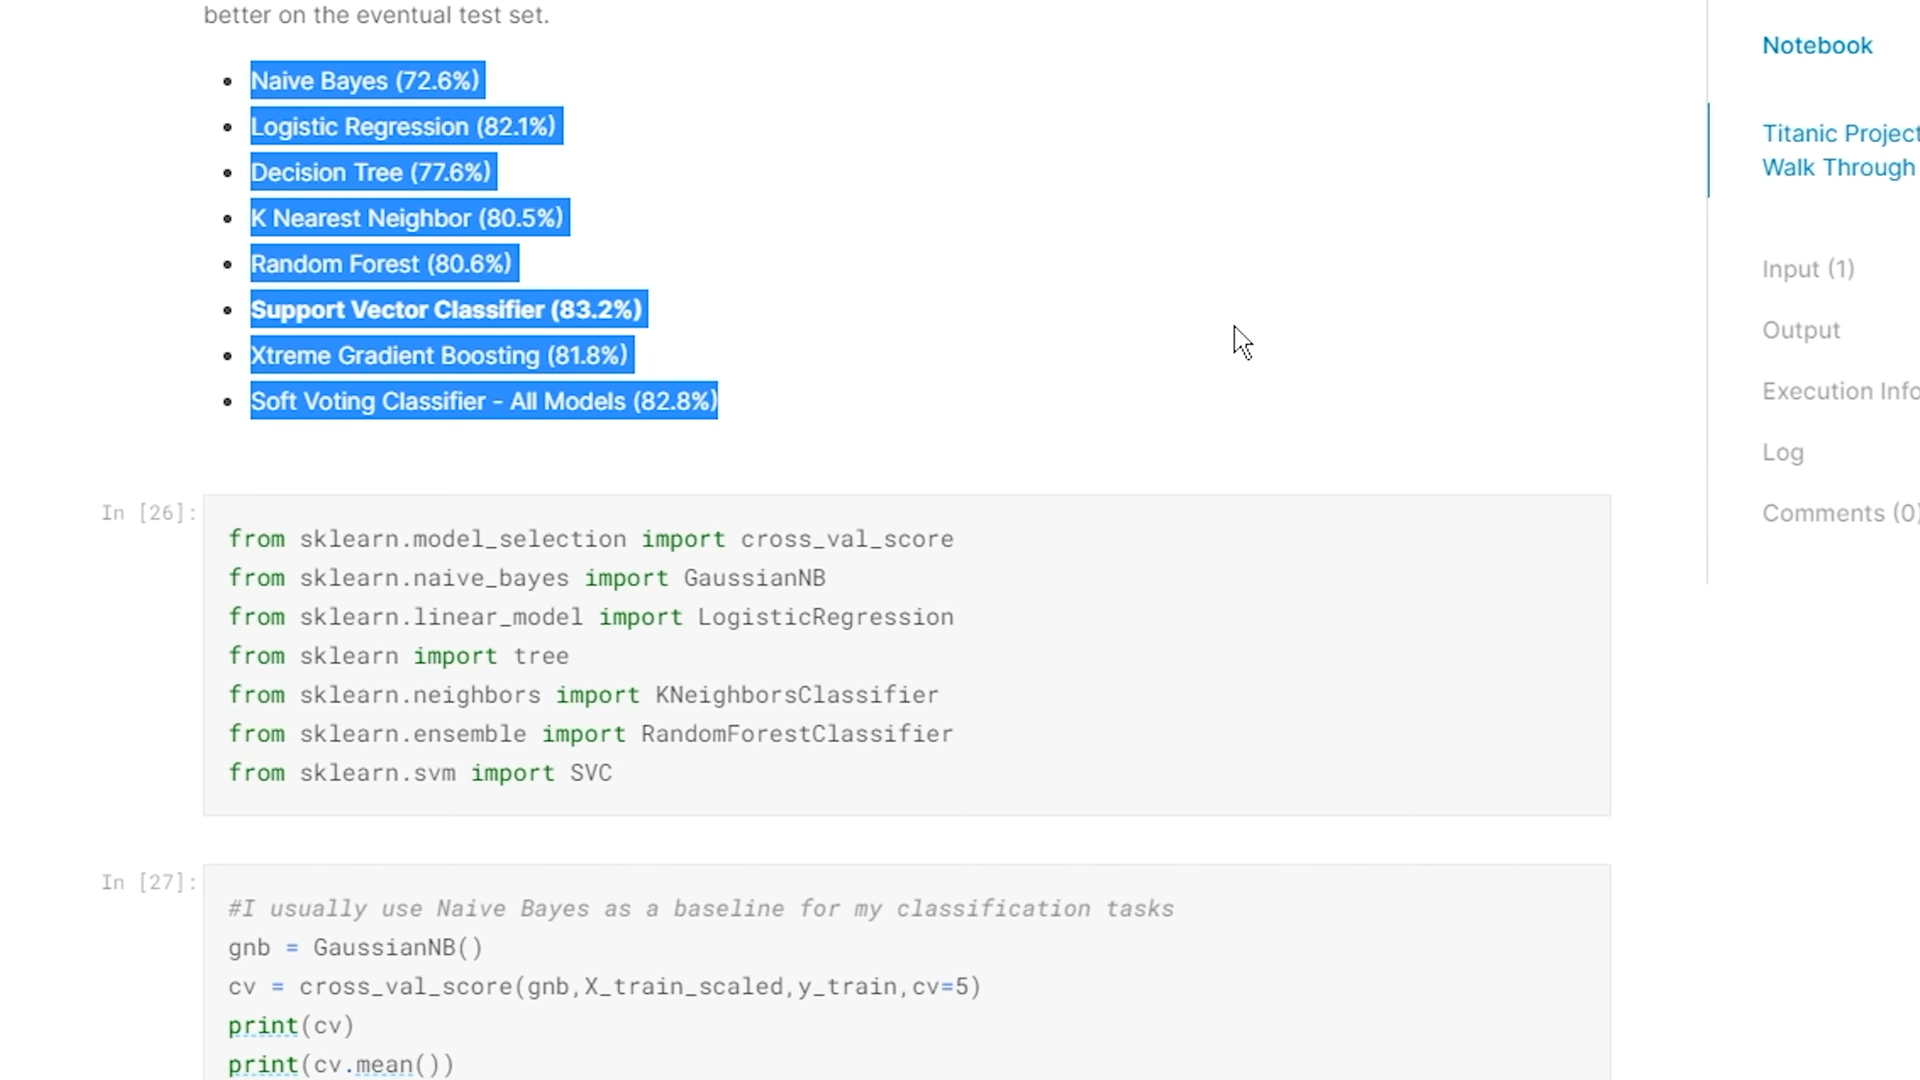 better on the eventual test set.
Naive Bayes (72.6%)
Logistic Regression (82.1%)
Decision Tree (77.6%)
K Nearest Neighbor (80.5%)
Random Forest (80.6%)
Support Vector Classifier (83.2%)
Xtreme Gradient Boosting (81.8%)
Soft Voting Classifier - All Models (82.8%)
In [26]:
from sklearn.model_selection import cross_val_score
from sklearn.naive_bayes import GaussianNB
from sklearn.linear_model import LogisticRegression
from sklearn import tree
from sklearn.neighbors import KNeighborsClassifier
from sklearn.ensemble import RandomForestClassifier
from sklearn.svm import SVC
In [27]:
#I usually use Naive Bayes as a baseline for my classification tasks
gnb = GaussianNB()
cv = cross_val_score(gnb,X_train_scaled,y_train,cv=5)
print(cv)
print(cv.mean())
Notebook
Titanic Project
Walk Through
Input (1)
Output
Execution Info
Log
Comments (0)